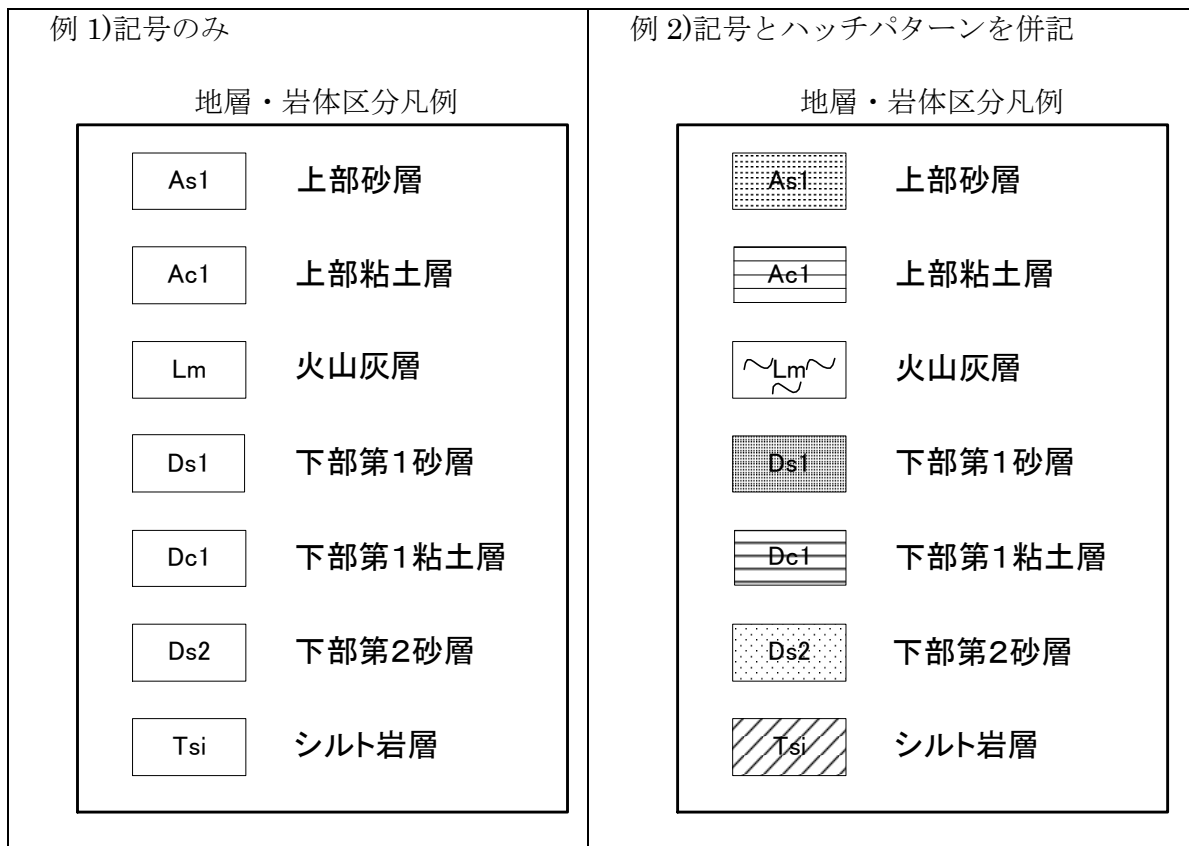 例 1)記号のみ
地層・岩体区分凡例
As1 上部砂層
Ac1 上部粘土層
Lm 火山灰層
Ds1 下部第１砂層
Dc1 下部第１粘土層
Ds2 下部第２砂層
Tsi シルト岩層
例 2)記号とハッチパターンを併記
地層・岩体区分凡例
As1 上部砂層
Ac1 上部粘土層
Lm 火山灰層
Ds1 下部第１砂層
Dc1 下部第１粘土層
Ds2 下部第２砂層
Tsi シルト岩層